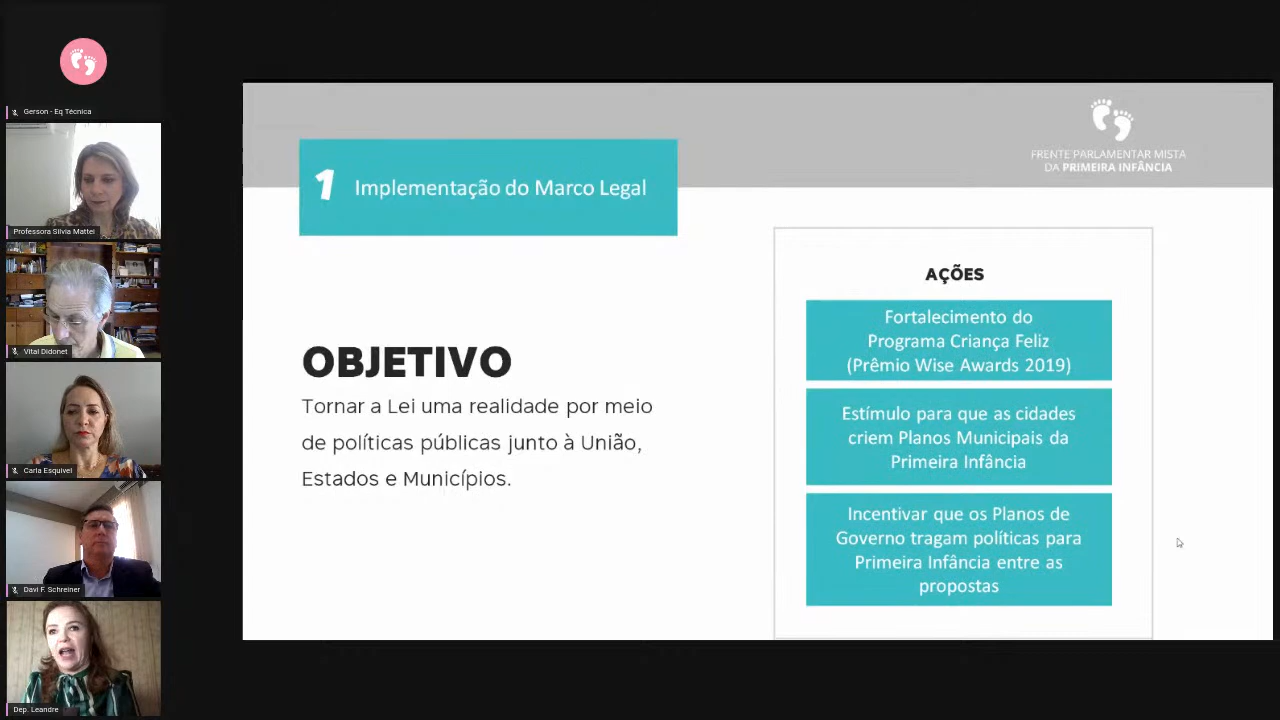 Gerson - Eq Técnica
Professora Silvia Mattei
Vital Didonet
Carla Esquivel
Davi F. Schreiner
Dep. Leandre
FRENTE PARLAMENTAR MISTA
DA PRIMEIRA INFÂNCIA
1 Implementação do Marco Legal
OBJETIVO
Tornar a Lei uma realidade por meio
de políticas públicas junto à União,
Estados e Municípios.
AÇÕES
Fortalecimento do
Programa Criança Feliz
(Prêmio Wise Awards 2019)
Estímulo para que as cidades
criem Planos Municipais da
Primeira Infância
Incentivar que os Planos de
Governo tragam políticas para
Primeira Infância entre as
propostas